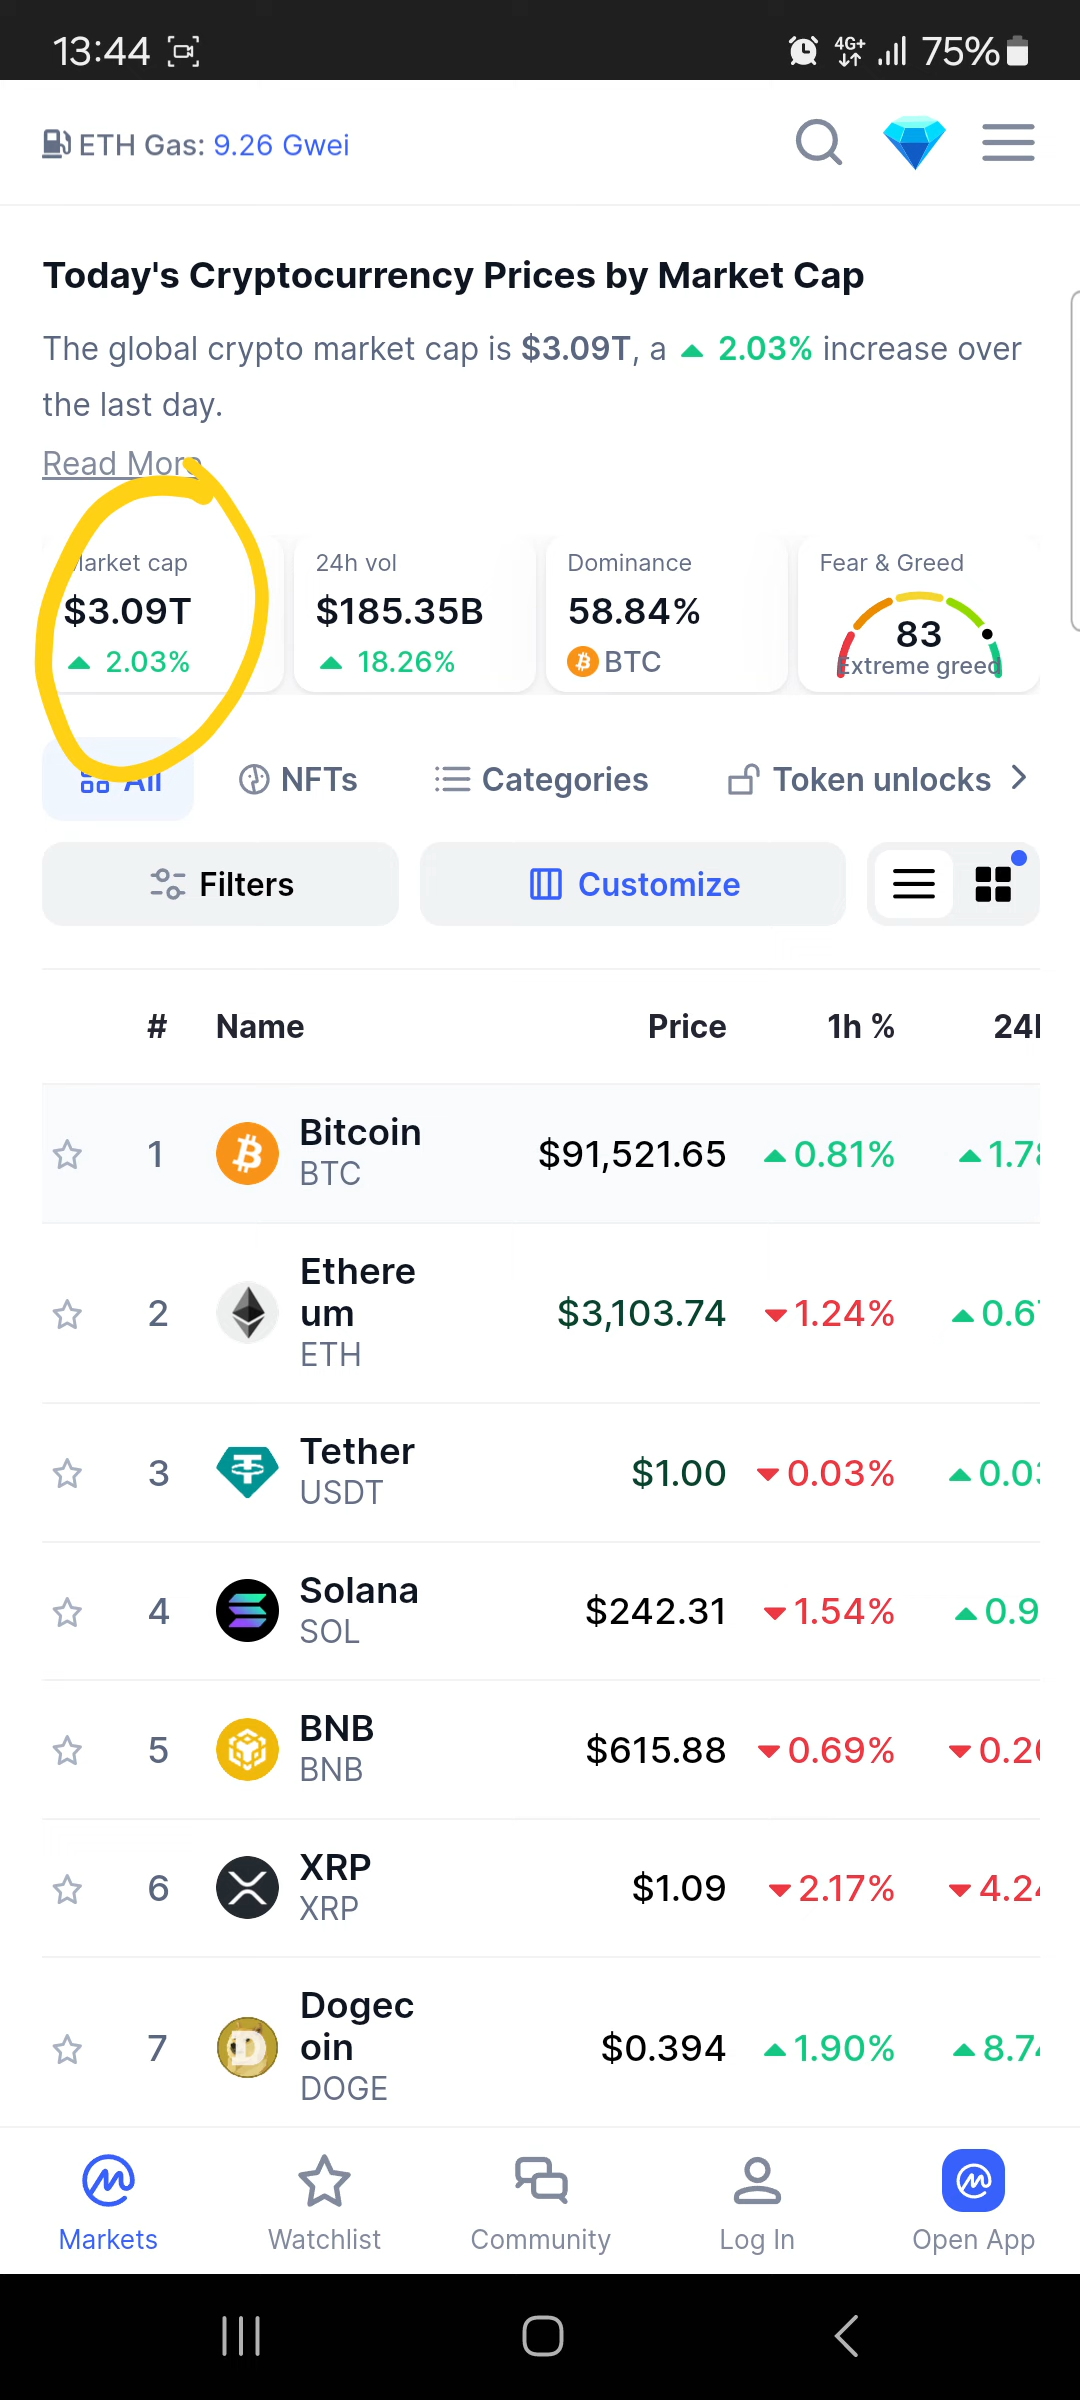 13:44
4G+ 75%
ETH Gas: 9.26 Gwei
Today's Cryptocurrency Prices by Market Cap
The global crypto market cap is $3.09T, a 2.03% increase over
the last day.
Read More
Market cap
$3.09T
2.03%
24h vol
$185.35B
18.26%
Dominance
58.84%
BTC
Fear & Greed
83
Extreme greed
All NFTs Categories Token unlocks
Filters Customize
# Name Price 1h %
1 Bitcoin BTC $91,521.65 0.81%
2 Ethere
um
ETH $3,103.74 1.24%
3 Tether USDT $1.00 0.03%
4 Solana SOL $242.31 1.54%
5 BNB BNB $615.88 0.69%
6 XRP XRP $1.09 2.17%
7 Dogec
oin
DOGE $0.394 1.90%
Markets Watchlist Community Log In Open App